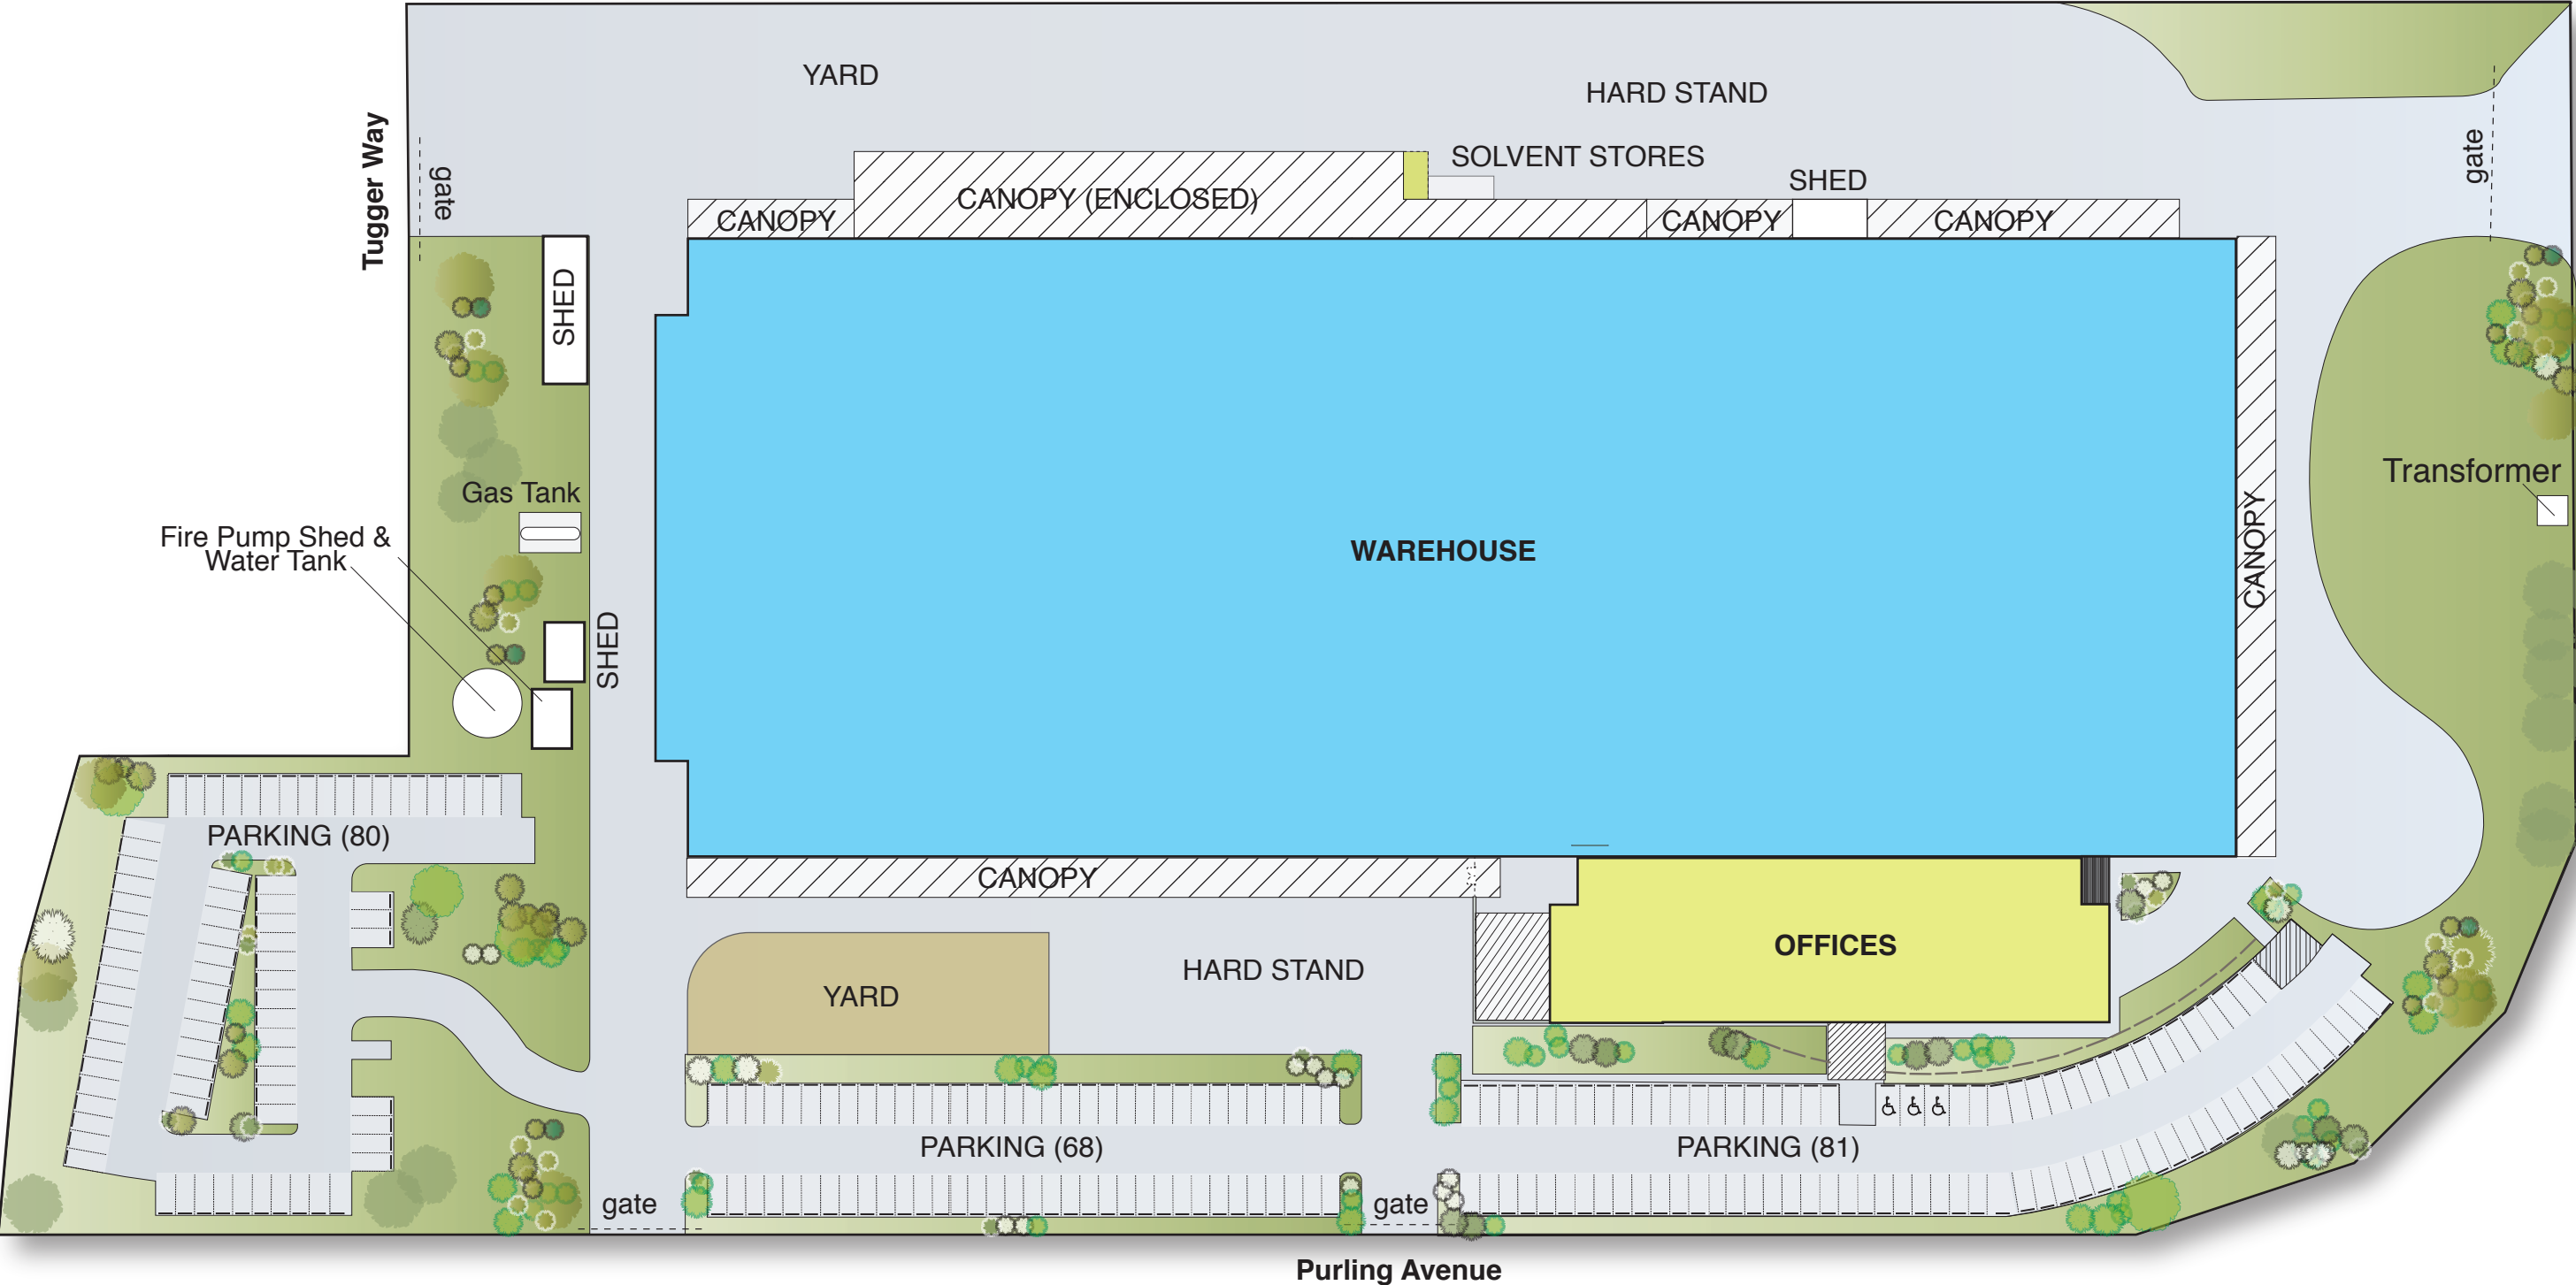 YARD
HARD STAND
Tugger Way
gate
gate
SOLVENT STORES
SHED
CANOPY
CANOPY (ENCLOSED)
CANOPY
CANOPY
SHED
Transformer
Gas Tank
Fire Pump Shed &
Water Tank
WAREHOUSE
CANOPY
SHED
PARKING (80)
CANOPY
OFFICES
HARD STAND
YARD
PARKING (68)
PARKING (81)
gate
gate
Purling Avenue